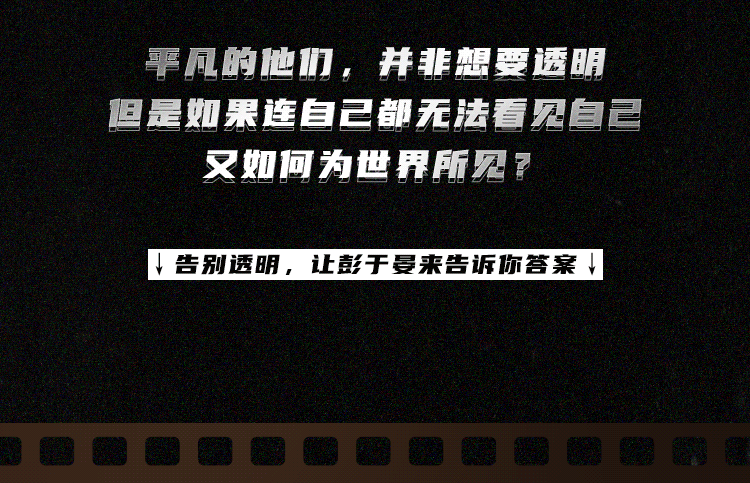 平凡的他们，并非想要透明
但是如果连自己都无法看见自己
又如何为世界所见？
↓告别透明，让彭于晏来告诉你答案↓